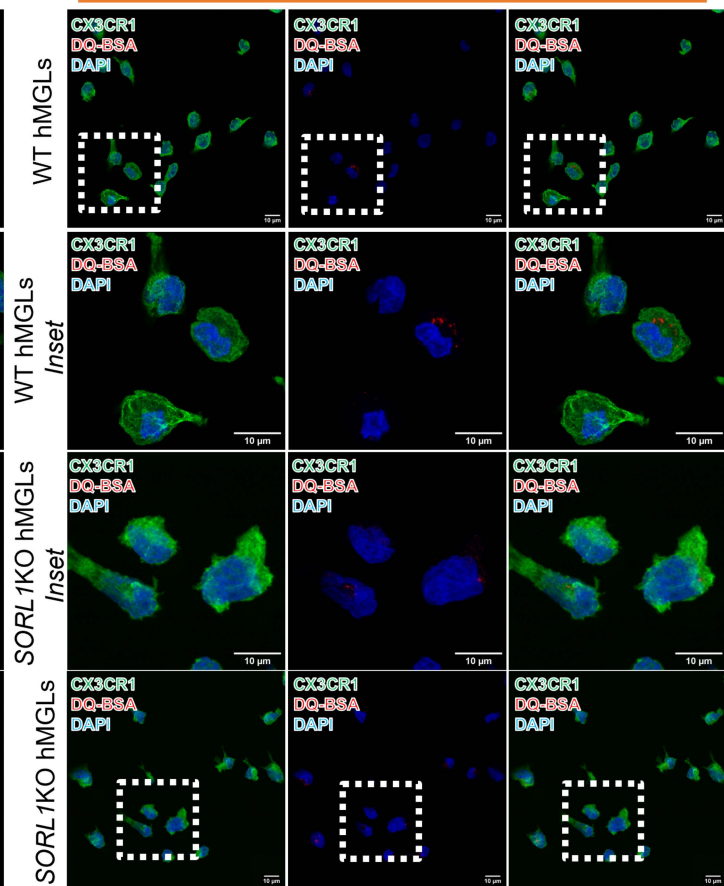 WT hMGLs
CX3CR1
DQ-BSA
DAPI
10 µm
CX3CR1
DQ-BSA
DAPI
10 µm
CX3CR1
DQ-BSA
DAPI
10 µm
WT hMGLs
Inset
CX3CR1
DQ-BSA
DAPI
10 µm
CX3CR1
DQ-BSA
DAPI
10 µm
CX3CR1
DQ-BSA
DAPI
10 µm
SORL1KO hMGLs
Inset
CX3CR1
DQ-BSA
DAPI
10 µm
CX3CR1
DQ-BSA
DAPI
10 µm
CX3CR1
DQ-BSA
DAPI
10 µm
SORL1KO hMGLs
CX3CR1
DQ-BSA
DAPI
10 µm
CX3CR1
DQ-BSA
DAPI
10 µm
CX3CR1
DQ-BSA
DAPI
10 µm